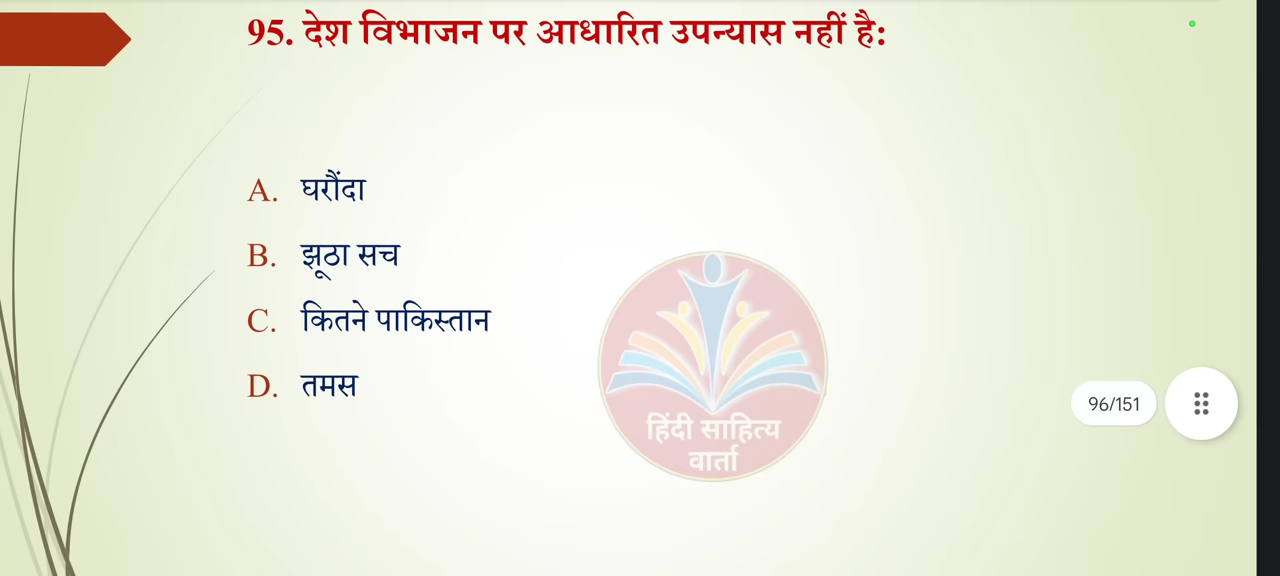 95. देश विभाजन पर आधारित उपन्यास नहीं है:
A. घरौंदा
B. झूठा सच
C. कितने पाकिस्तान
D. तमस
हिंदी साहित्य
वार्ता
96/151